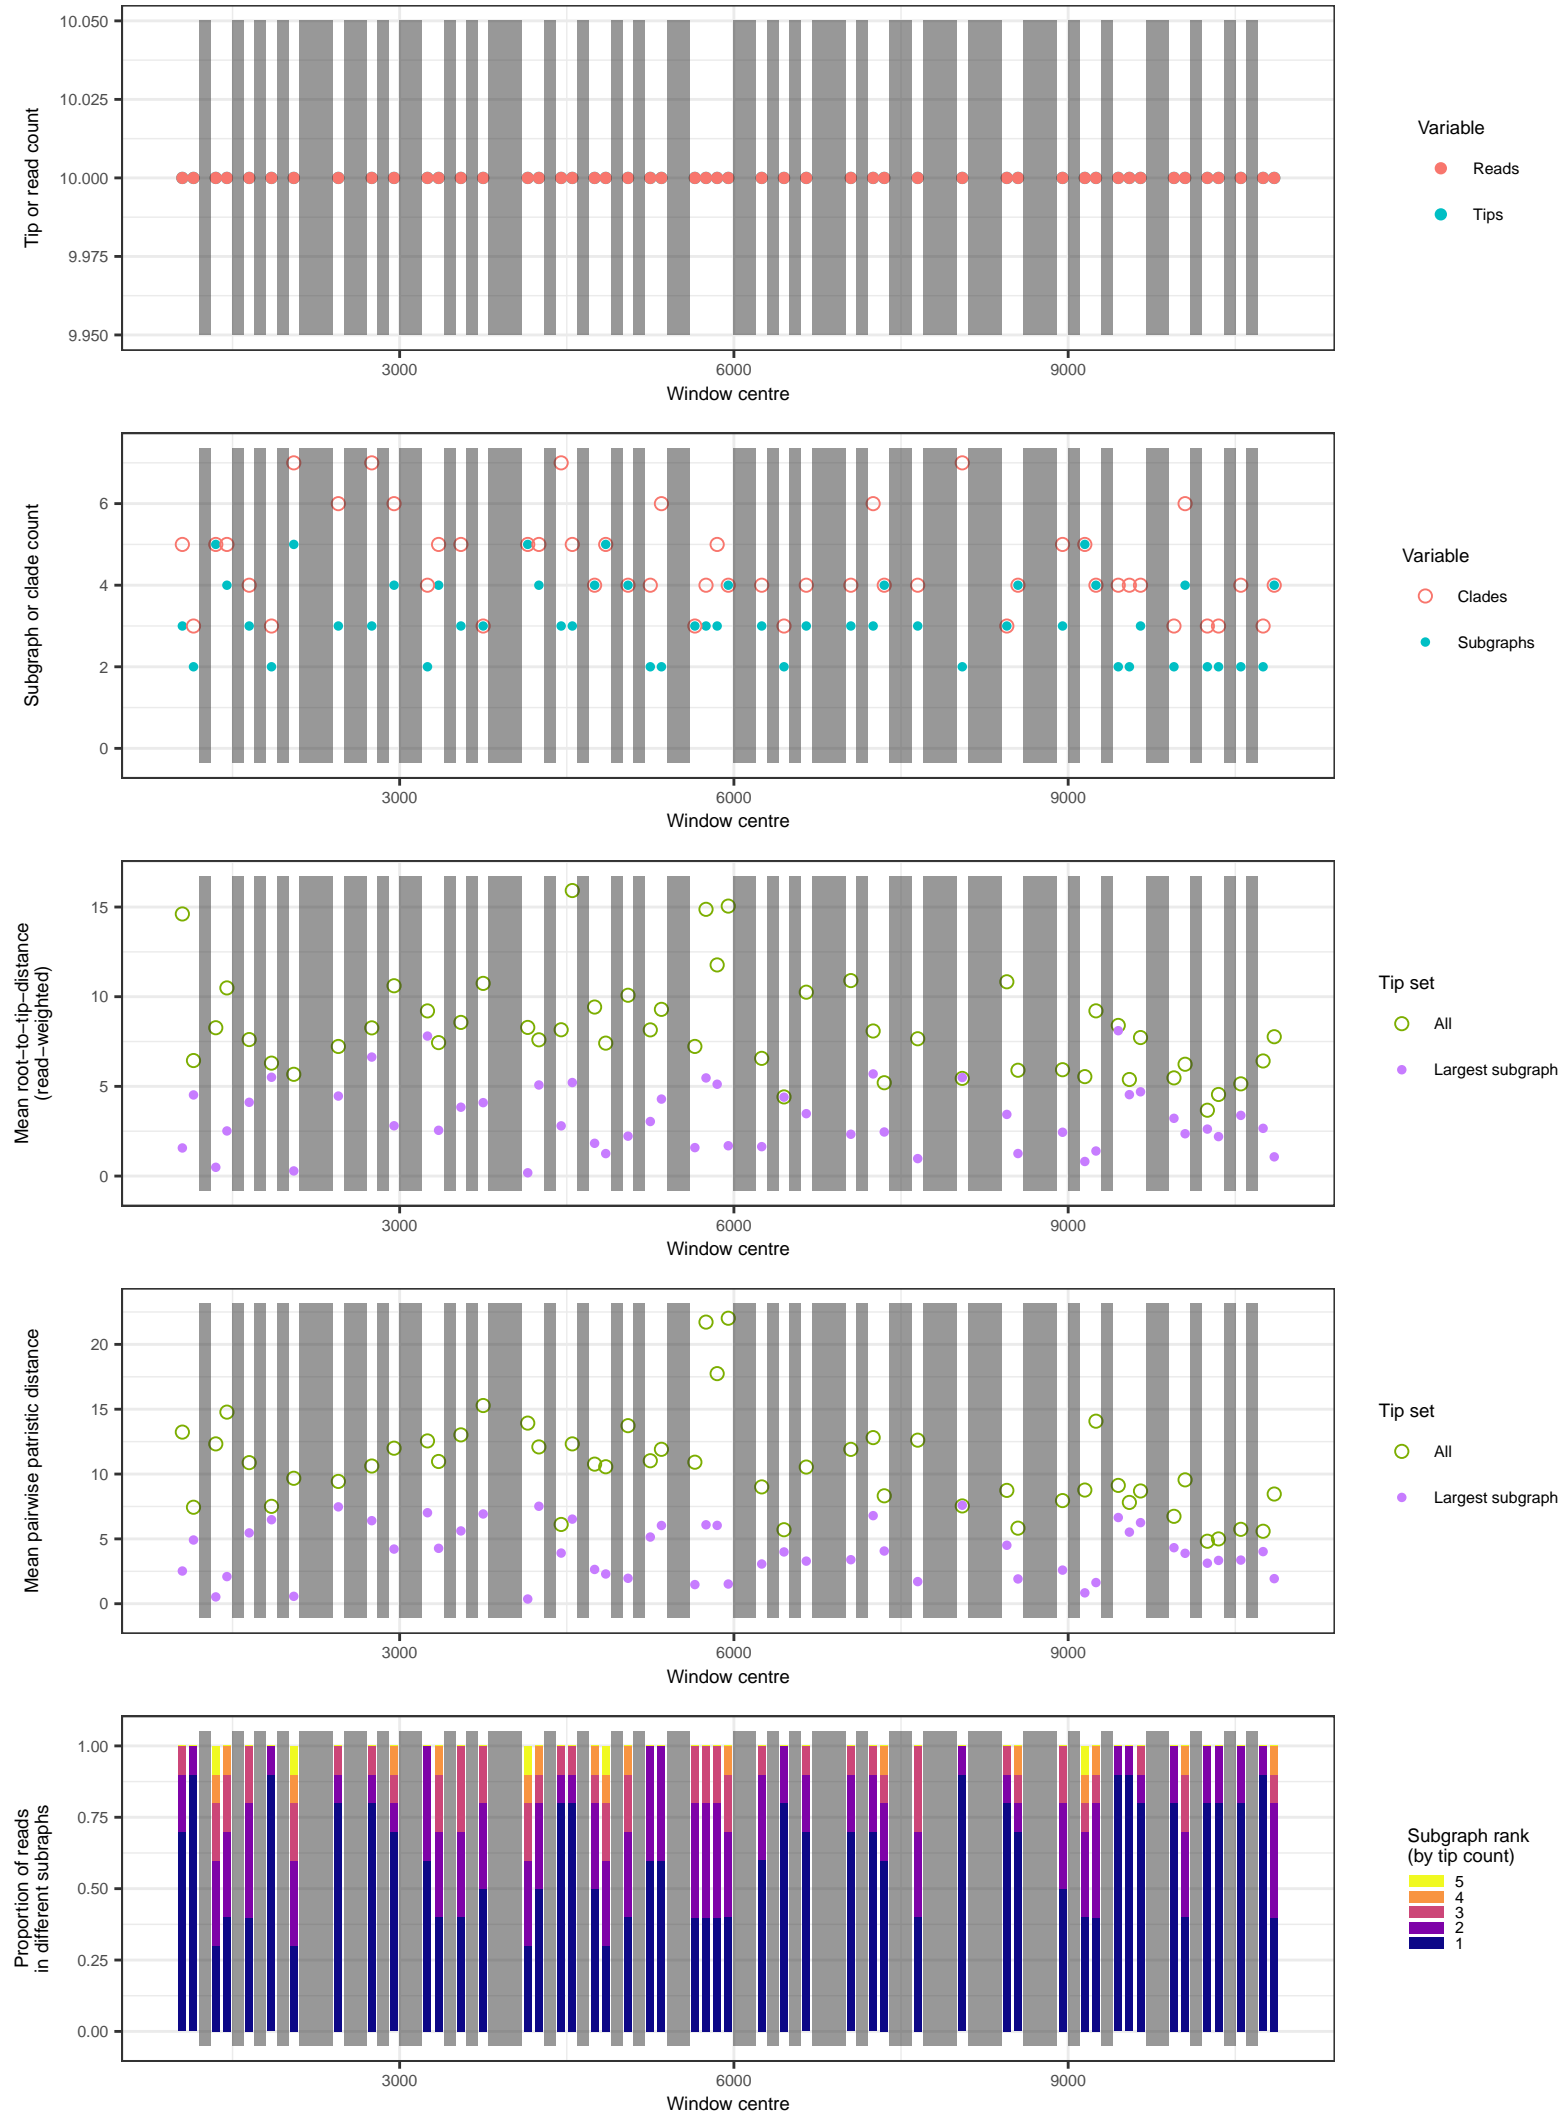 10.050
10.025
10.000
9.975
9.950
Tip or read count
3000
6000
9000
Window centre
Variable
Reads
Tips
6
4
2
0
Subgraph or clade count
3000
6000
9000
Window centre
Variable
Clades
Subgraphs
15
10
5
0
Mean root−to−tip−distance
(read−weighted)
3000
6000
9000
Window centre
Tip set
All
Largest subgraph
20
15
10
5
0
Mean pairwise patristic distance
3000
6000
9000
Window centre
Tip set
All
Largest subgraph
1.00
0.75
0.50
0.25
0.00
Proportion of reads
in different subraphs
3000
6000
9000
Window centre
Subgraph rank
(by tip count)
5
4
3
2
1